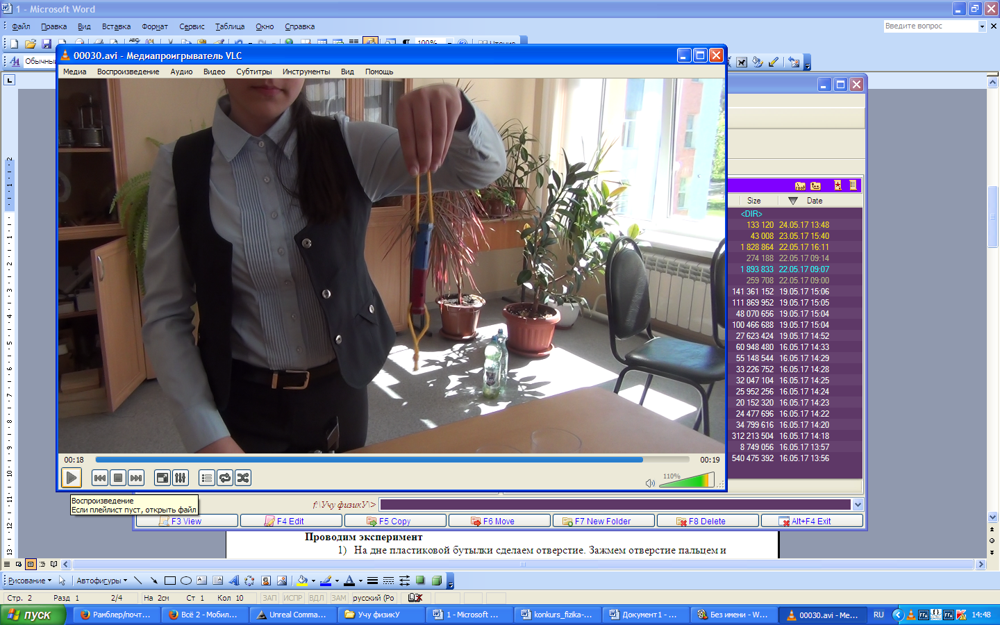 1 - Microsoft Word
Файл Правка Вид Вставка Формат Сервис Таблица Окно Справка
Введите вопрос
100%
Чтение
Обычный
00030.avi - Медиапроигрыватель VLC
Медиа Воспроизведение Аудио Видео Субтитры Инструменты Вид Помощь
Size Date
<DIR>
133 120 24.05.17 13:48
43 008 23.05.17 15:40
1 828 864 22.05.17 16:11
274 188 22.05.17 09:14
1 893 833 22.05.17 09:07
259 708 22.05.17 09:00
141 361 152 19.05.17 15:06
111 869 952 19.05.17 15:05
48 070 656 19.05.17 15:04
100 466 688 19.05.17 15:04
27 623 424 19.05.17 14:52
60 948 480 16.05.17 14:33
55 148 544 16.05.17 14:29
33 226 752 16.05.17 14:28
32 047 104 16.05.17 14:25
25 952 256 16.05.17 14:24
20 152 320 16.05.17 14:23
24 477 696 16.05.17 14:22
34 799 616 16.05.17 14:20
312 213 504 16.05.17 14:18
8 749 056 16.05.17 13:57
540 475 392 16.05.17 13:56
00:18 00:19
110%
Воспроизведение
Если плейлист пуст, открыть файл
f:\Учу физикУ\>
F3 View F4 Edit F5 Copy F6 Move F7 New Folder F8 Delete Alt+F4 Exit
Проводим эксперимент
1) На дне пластиковой бутылки сделаем отверстие. Зажмем отверстие пальцем и
Рисование Автофигуры
Стр. 2 Разд 1 2/4 На 2см Ст 1 Кол 10 ЗАП ИСПР ВДЛ ЗАМ русский (Ро
пуск Рамблер/почт... Всё 2 - Мобил... Unreal Comma... Учу физикУ 1 - Microsoft ... konkurs_fizika-... Документ1 - ... Без имени - W... 00030.avi - Ме... RU 14:48